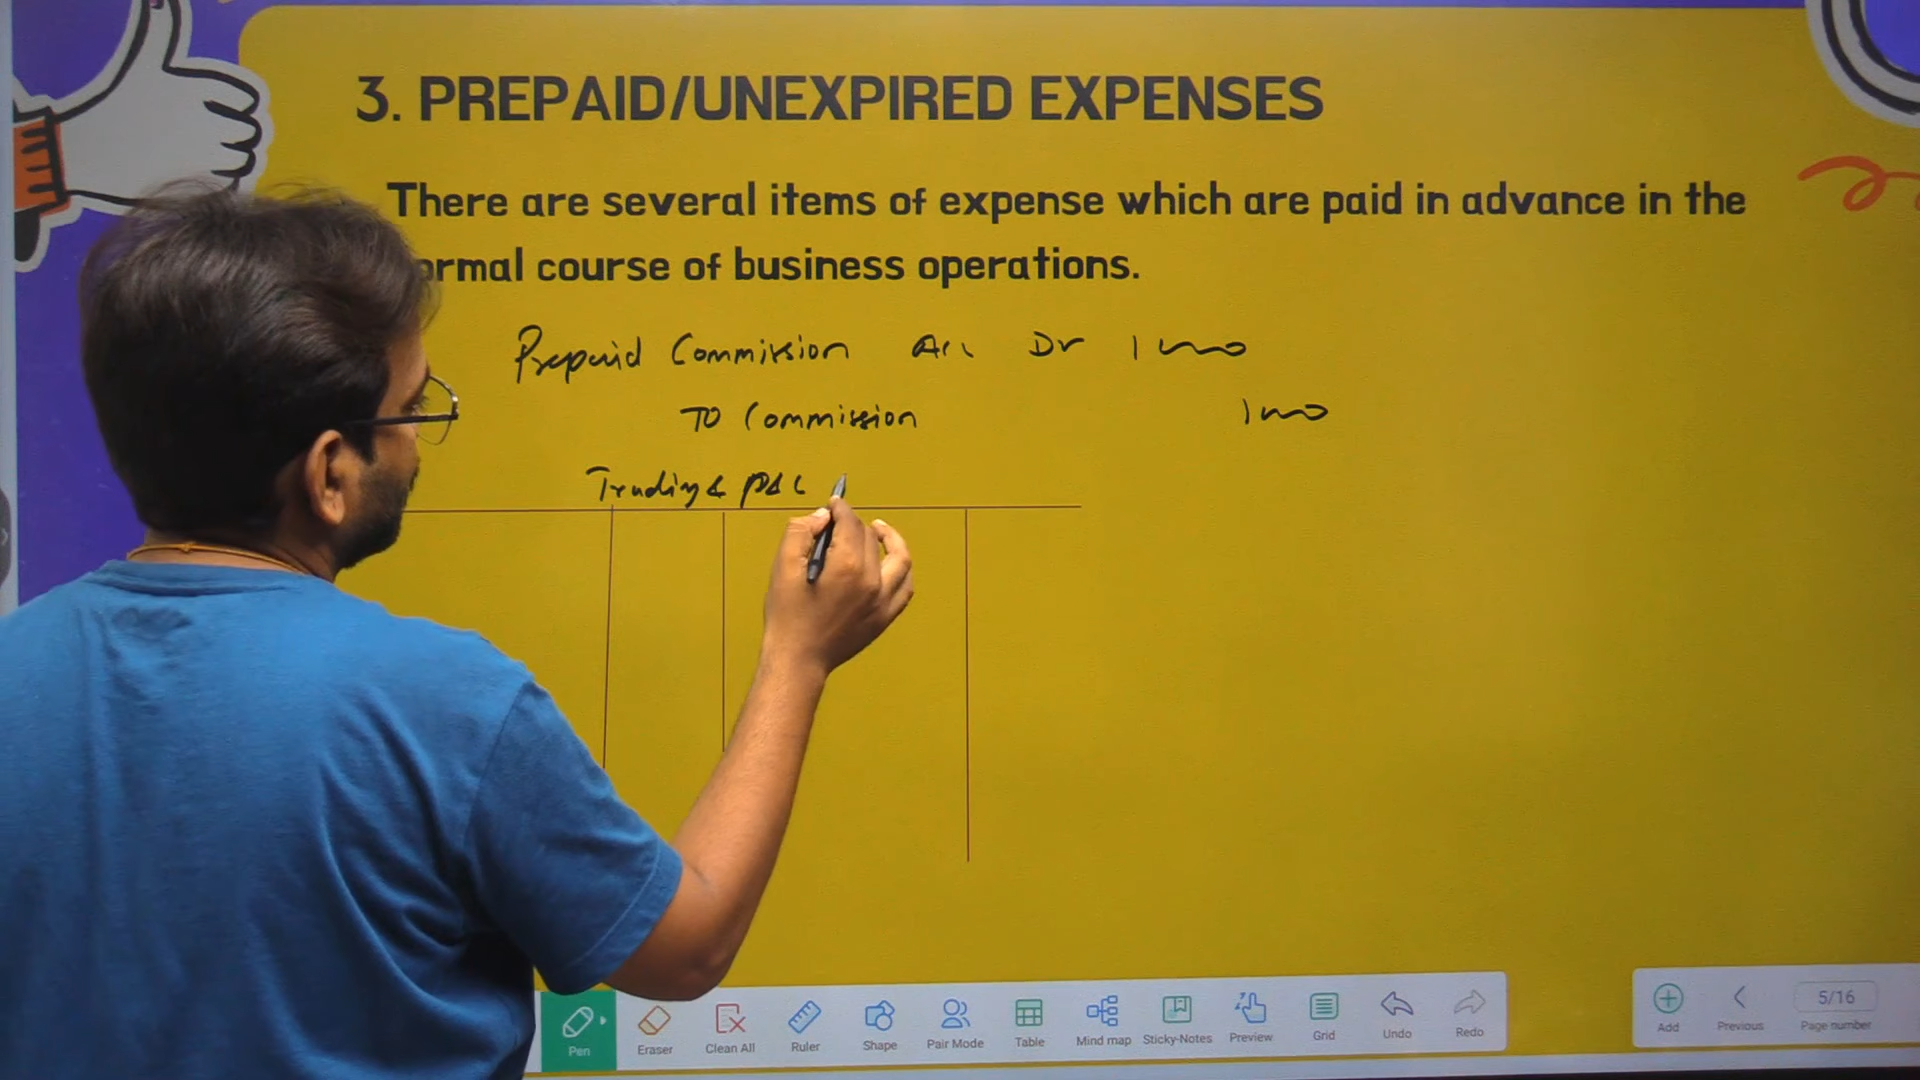 3. PREPAID/UNEXPIRED EXPENSES
There are several items of expense which are paid in advance in the
ormal course of business operations.
Prepaid Commission A/c Dr 1000
TO Commission 1000
Trading & P&L
Pen
Eraser
Clean All
Ruler
Shape
Pair Mode
Table
Mind map
Sticky-Notes
Preview
Grid
Undo
Redo
Add
Previous
5/16
Page number